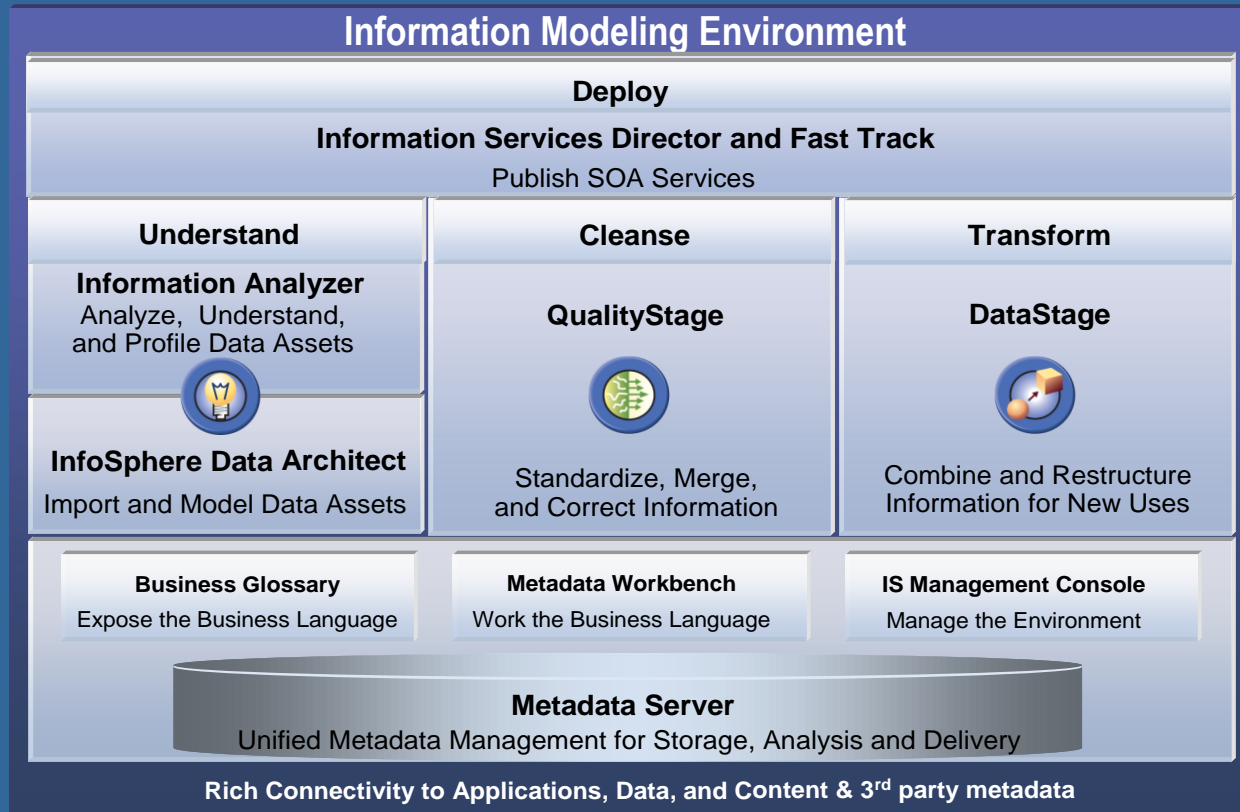 Information Modeling Environment
Deploy
Information Services Director and Fast Track
Publish SOA Services
Understand
Information Analyzer
Analyze, Understand,
and Profile Data Assets
InfoSphere Data Architect
Import and Model Data Assets
Cleanse
QualityStage
Standardize, Merge,
and Correct Information
Transform
DataStage
Combine and Restructure
Information for New Uses
Business Glossary
Expose the Business Language
Metadata Workbench
Work the Business Language
IS Management Console
Manage the Environment
Metadata Server
Unified Metadata Management for Storage, Analysis and Delivery
Rich Connectivity to Applications, Data, and Content & 3rd party metadata